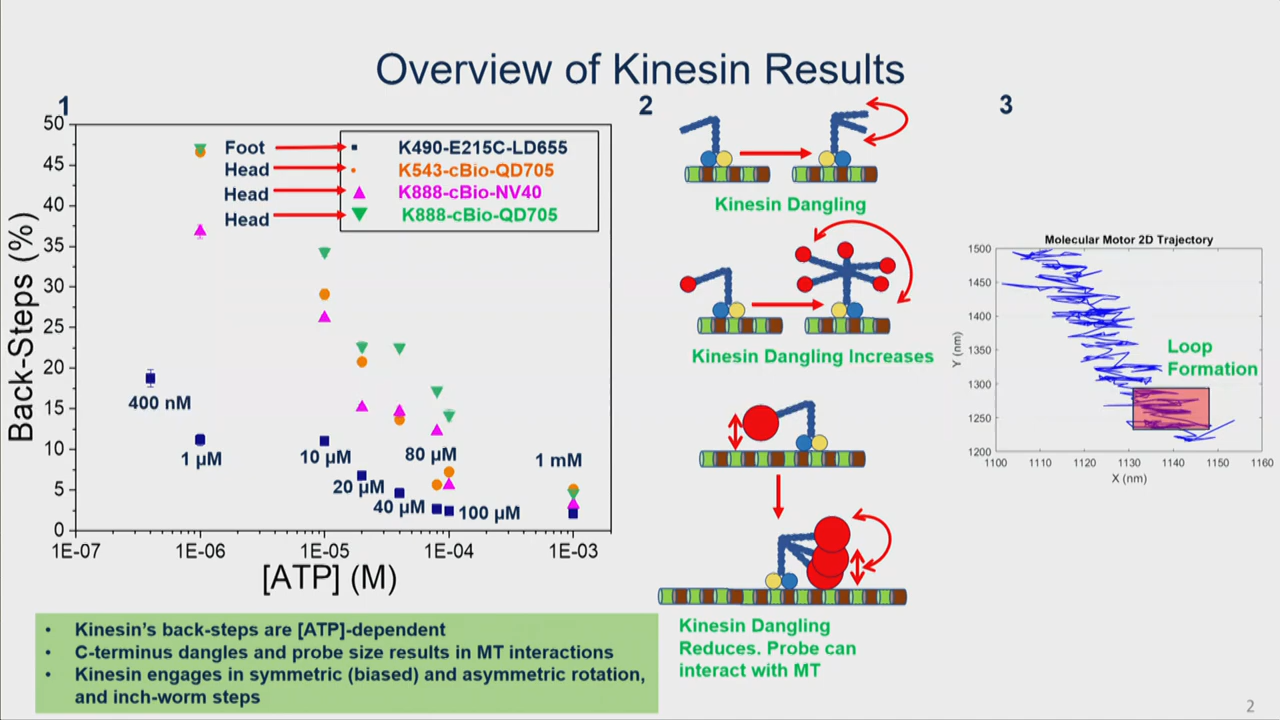 Overview of Kinesin Results
1
50
45
40
35
30
25
20
15
10
5
0
Back-Steps (%)
1E-07
1E-06
1E-05
1E-04
1E-03
[ATP] (M)
Foot
K490-E215C-LD655
Head
K543-cBio-QD705
Head
K888-cBio-NV40
Head
K888-cBio-QD705
400 nM
1 µM
10 µM
20 µM
40 µM
80 µM
100 µM
1 mM
• Kinesin's back-steps are [ATP]-dependent
• C-terminus dangles and probe size results in MT interactions
• Kinesin engages in symmetric (biased) and asymmetric rotation,
and inch-worm steps
2
Kinesin Dangling
Kinesin Dangling Increases
Kinesin Dangling
Reduces. Probe can
interact with MT
3
Molecular Motor 2D Trajectory
1500
1450
1400
1350
1300
1250
1200
Y (nm)
1100
1110
1120
1130
1140
1150
1160
X (nm)
Loop
Formation
2